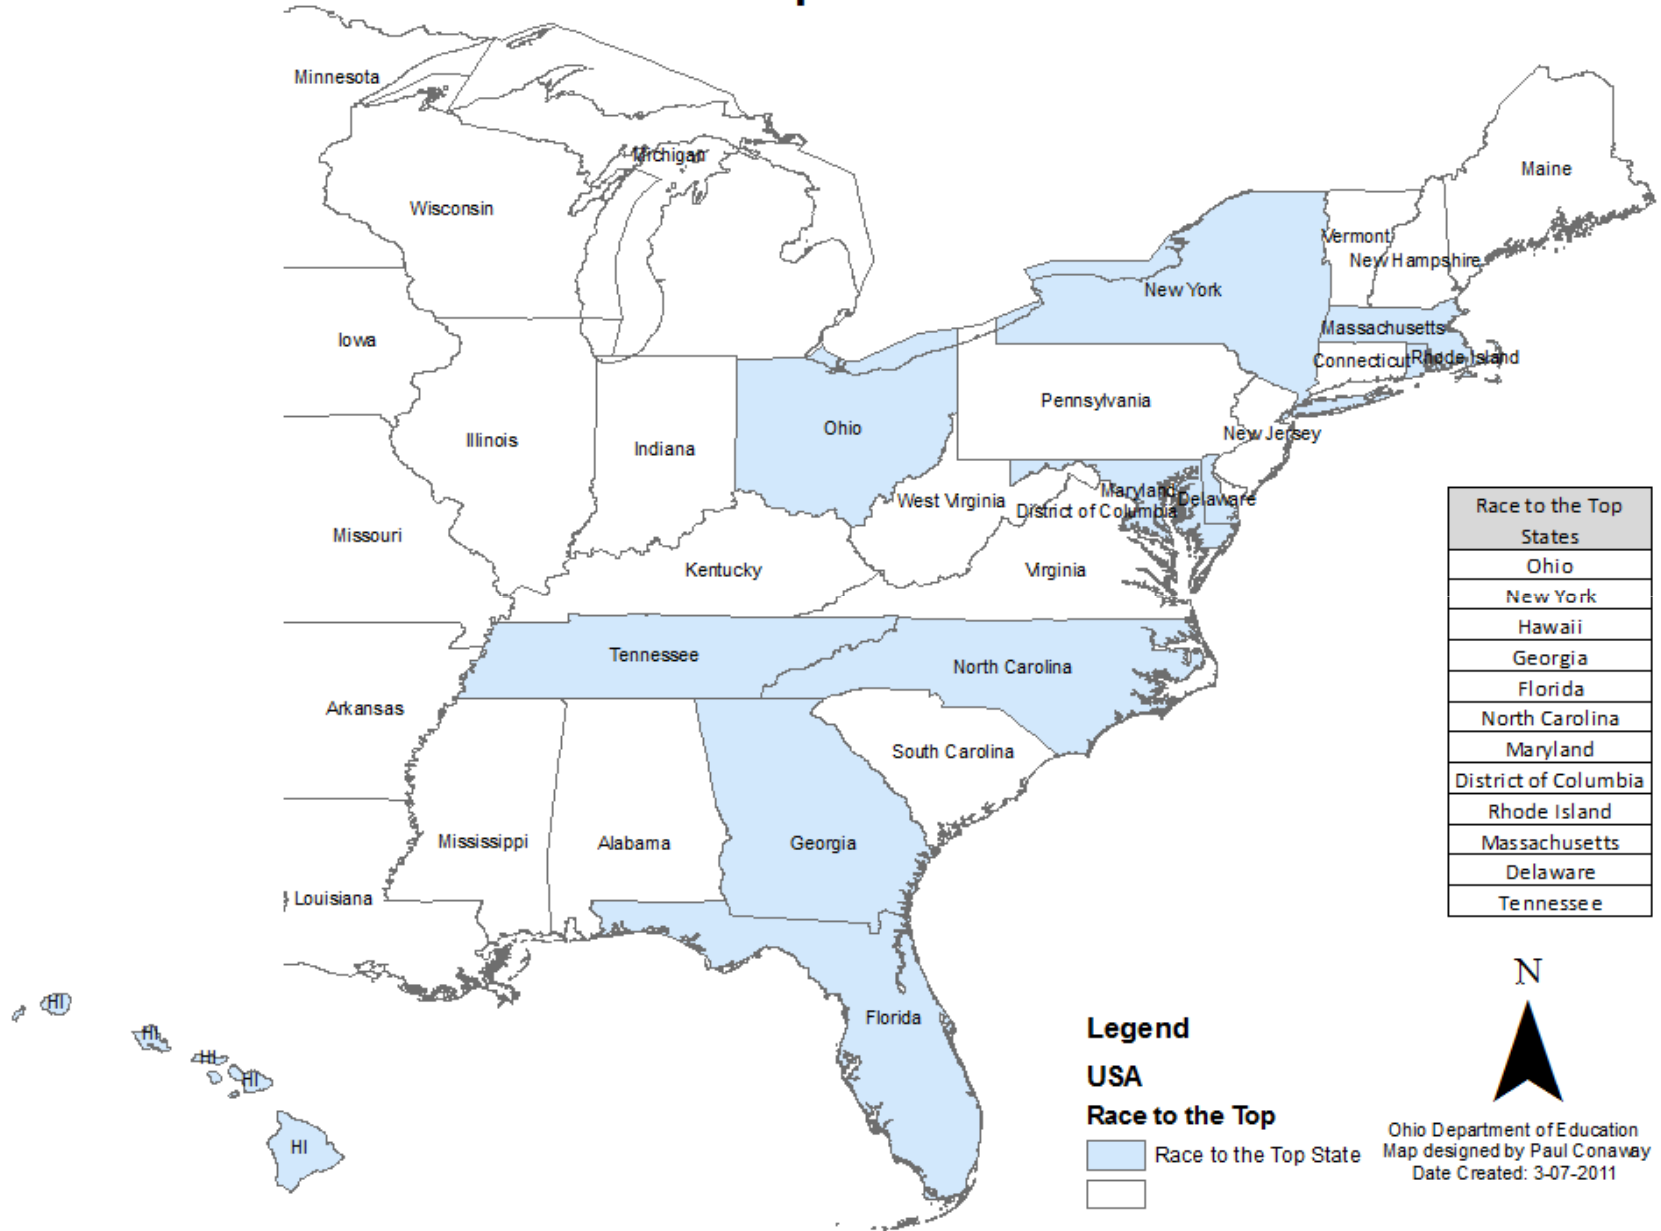 Minnesota
Michigan
Maine
Wisconsin
Vermont
New Hampshire
New York
Massachusetts
Iowa
Connecticut
Rhode Island
Pennsylvania
Ohio
New Jersey
Illinois
Indiana
West Virginia
Maryland
Delaware
District of Columbia
Missouri
Kentucky
Virginia
Tennessee
North Carolina
Arkansas
South Carolina
Mississippi
Alabama
Georgia
Louisiana
Florida
HI
HI
HI
HI
HI
Race to the Top
States
Ohio
New York
Hawaii
Georgia
Florida
North Carolina
Maryland
District of Columbia
Rhode Island
Massachusetts
Delaware
Tennessee
N
Legend
USA
Race to the Top
Race to the Top State
Ohio Department of Education
Map designed by Paul Conaway
Date Created: 3-07-2011